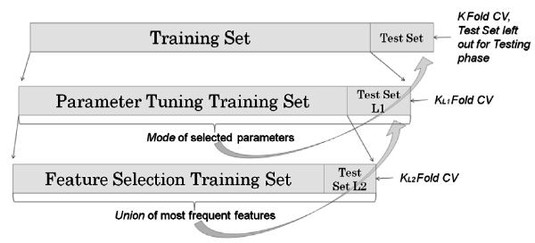 Training Set
Test Set
KFold CV,
Test Set left
out for Testing
phase
Parameter Tuning Training Set
Test Set
L1
KL1Fold CV
Mode of selected parameters
Feature Selection Training Set
Test
Set L2
KL2Fold CV
Union of most frequent features